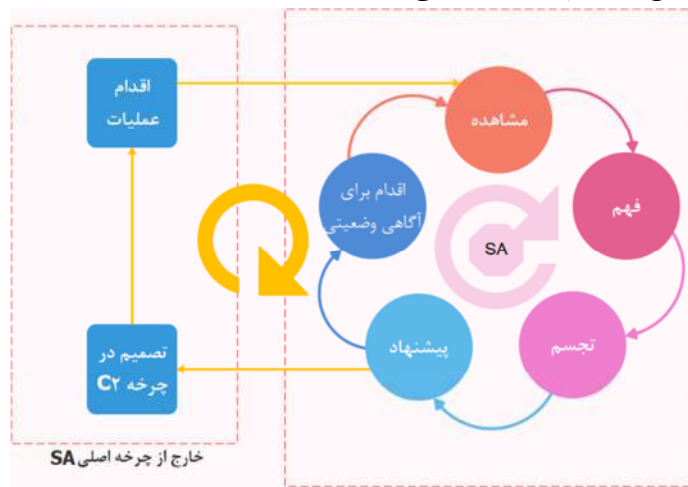 اقدام
عملیات
مشاهده
اقدام برای
آگاهی وضعیتی
فهم
SA
تصمیم در
چرخه C۲
پیشنهاد
تجسم
خارج از چرخه اصلی SA